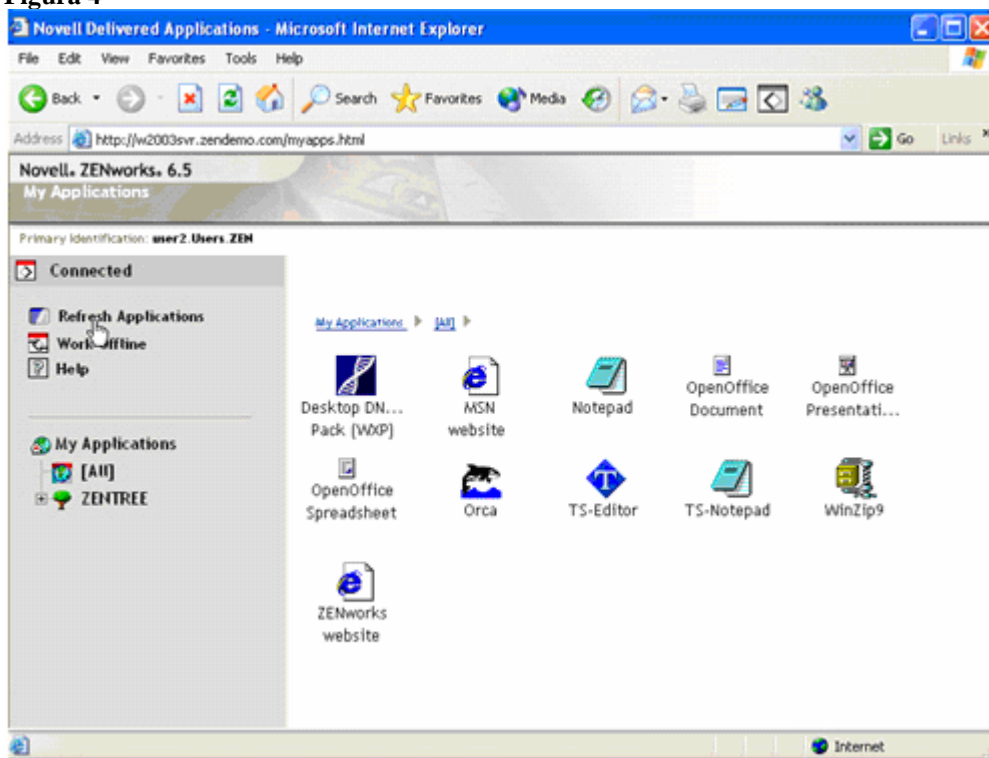 Figura 4
Novell Delivered Applications - Microsoft Internet Explorer
File Edit View Favorites Tools Help
Back Search Favorites Media
Address http://w2003svr.zendemo.com/myapps.html Go Links »
Novell. ZENworks. 6.5
My Applications
Primary Identification: user2.Users.ZEN
Connected
Refresh Applications
Work Offline
Help
My Applications
[All]
ZENTREE
My Applications [All]
Desktop DN...
Pack (WXP)
MSN
website
Notepad
OpenOffice
Document
OpenOffice
Presentati...
OpenOffice
Spreadsheet
Orca
TS-Editor
TS-Notepad
WinZip9
ZENworks
website
Internet